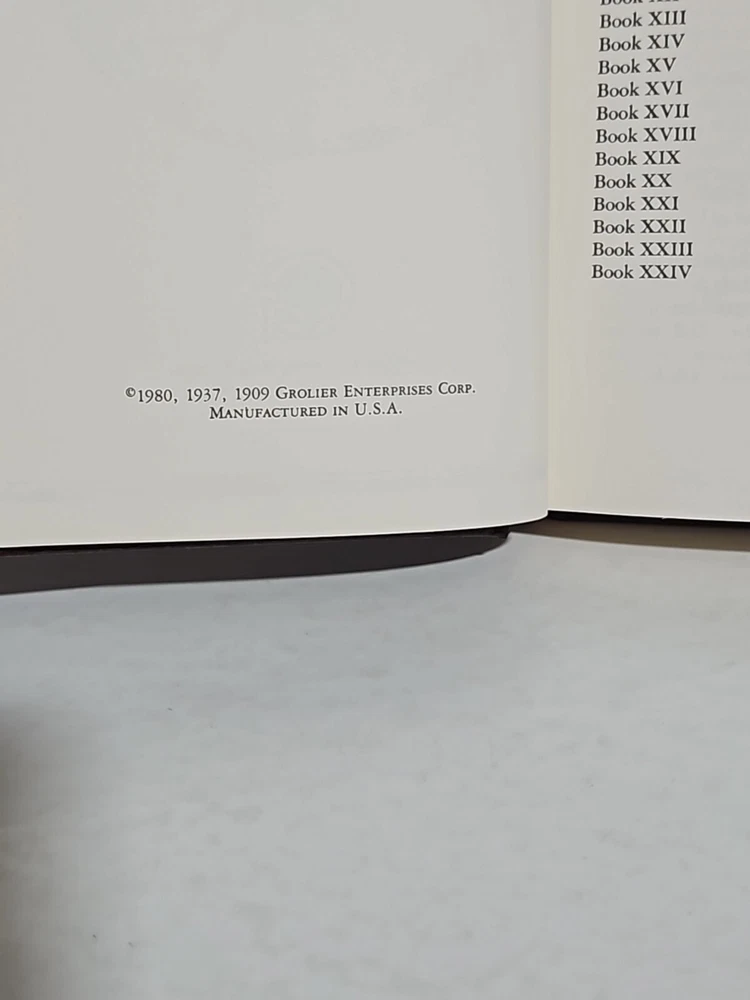 ©1980, 1937, 1909 GROLIER ENTERPRISES CORP.
MANUFACTURED IN U.S.A.
Book XIII
Book XIV
Book XV
Book XVI
Book XVII
Book XVIII
Book XIX
Book XX
Book XXI
Book XXII
Book XXIII
Book XXIV